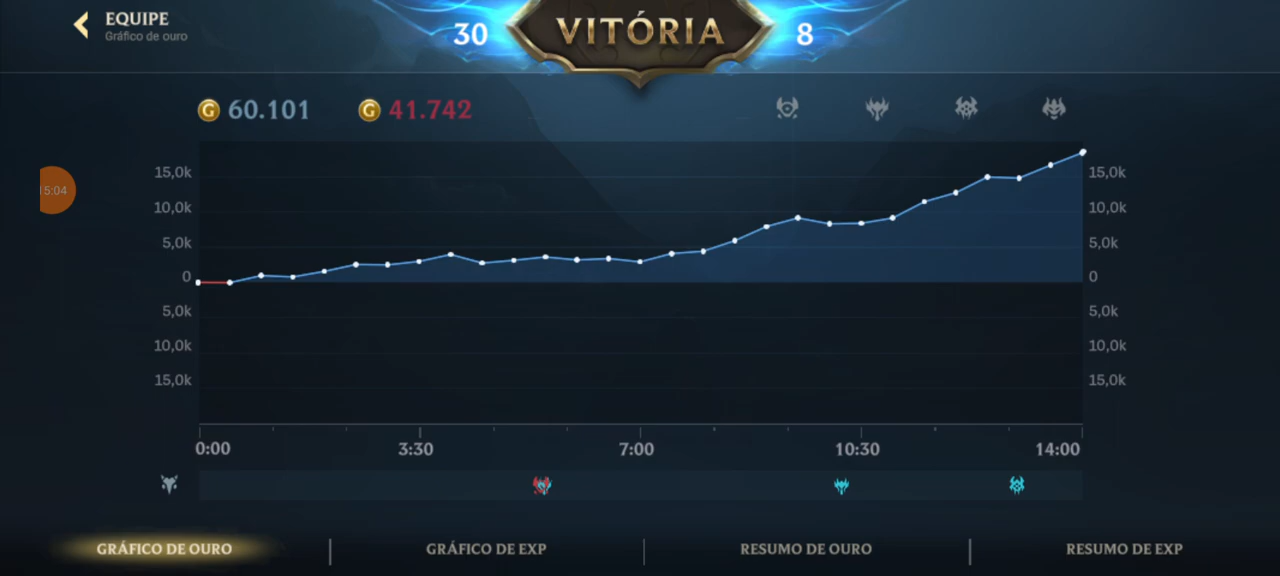 EQUIPE
Gráfico de ouro
30 VITÓRIA 8
G 60.101 G 41.742
15:04
15,0k 15,0k
10,0k 10,0k
5,0k 5,0k
0 0
5,0k 5,0k
10,0k 10,0k
15,0k 15,0k
0:00 3:30 7:00 10:30 14:00
GRÁFICO DE OURO GRÁFICO DE EXP RESUMO DE OURO RESUMO DE EXP